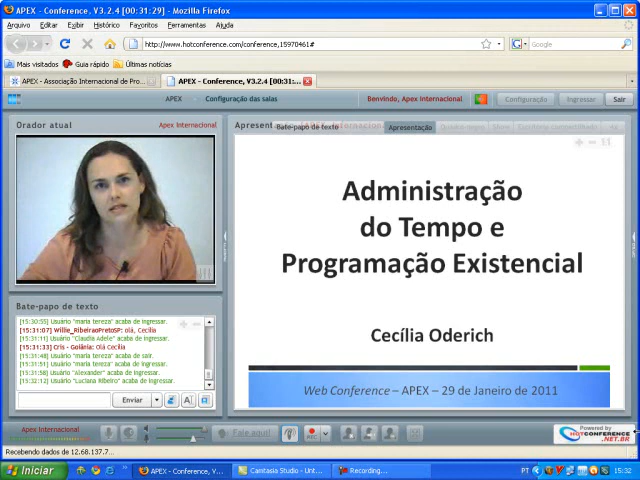 APEX - Conference, V3.2.4 [00:31:29] - Mozilla Firefox
Arquivo Editar Exibir Histórico Favoritos Ferramentas Ajuda
http://www.hotconference.com/conference,15970461#
Google
Mais visitados Guia rápido Últimas notícias
APEX - Associação Internacional de Pro...
APEX - Conference, V3.2.4 [00:31:...
APEX - Configuração das salas
Benvindo, Apex Internacional
Configuração
Ingressar
Sair
Orador atual
Apex Internacional
Bate-papo de texto
Apresentação
Administração
do Tempo e
Programação Existencial
Cecília Oderich
Web Conference – APEX – 29 de Janeiro de 2011
Bate-papo de texto
[15:30:55] Usuário "maria tereza" acaba de ingressar.
[15:31:07] Willie_RibeiraoPretoSP: olá, Cecília
[15:31:11] Usuário "Claudia Adele" acaba de ingressar.
[15:31:33] Cris - Goiânia: Olá Cecília
[15:31:48] Usuário "maria tereza" acaba de sair.
[15:31:51] Usuário "maria tereza" acaba de ingressar.
[15:31:58] Usuário "Alexander" acaba de ingressar.
[15:32:12] Usuário "Luciana Ribeiro" acaba de ingressar.
Enviar
Apex Internacional
Fale aqui!
REC
Powered by
HOTCONFERENCE
.NET.BR
Recebendo dados de 12.68.137.7...
Iniciar
APEX - Conference, V...
Camtasia Studio - Unt...
Recording...
PT
15:32